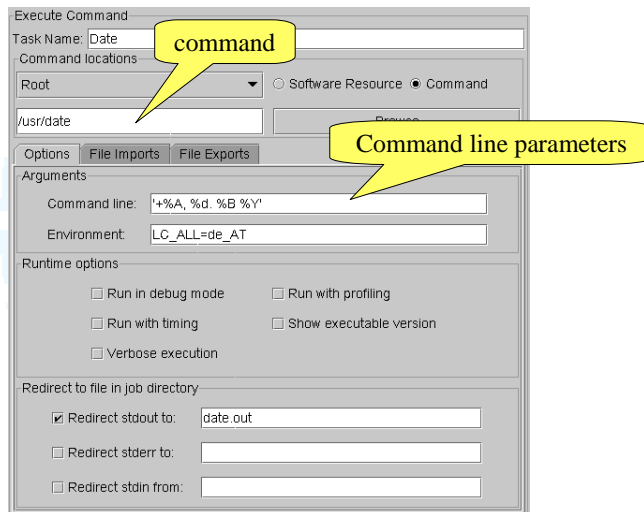 Execute Command
Task Name: Date
command
Command locations
Root
Software Resource Command
/usr/date
Browse
Command line parameters
Options File Imports File Exports
Arguments
Command line: '+%A, %d. %B %Y'
Environment: LC_ALL=de_AT
Runtime options
Run in debug mode Run with profiling
Run with timing Show executable version
Verbose execution
Redirect to file in job directory
Redirect stdout to: date.out
Redirect stderr to:
Redirect stdin from: